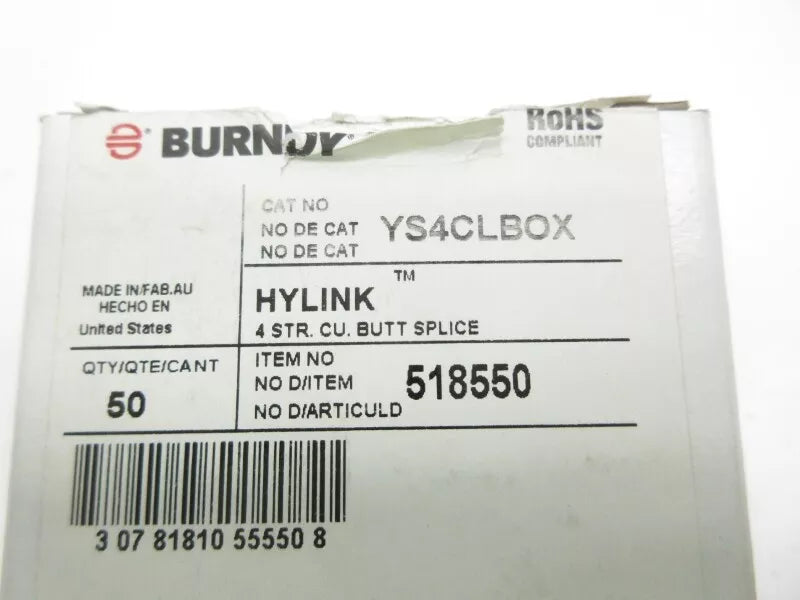 BURNDY
RoHS
COMPLIANT
CAT NO
NO DE CAT YS4CLBOX
NO DE CAT
MADE IN/FAB.AU
HECHO EN
United States
HYLINK™
4 STR. CU. BUTT SPLICE
QTY/QTE/CANT
50
ITEM NO
NO D/ITEM 518550
NO D/ARTICULD
3 07 81810 55550 8